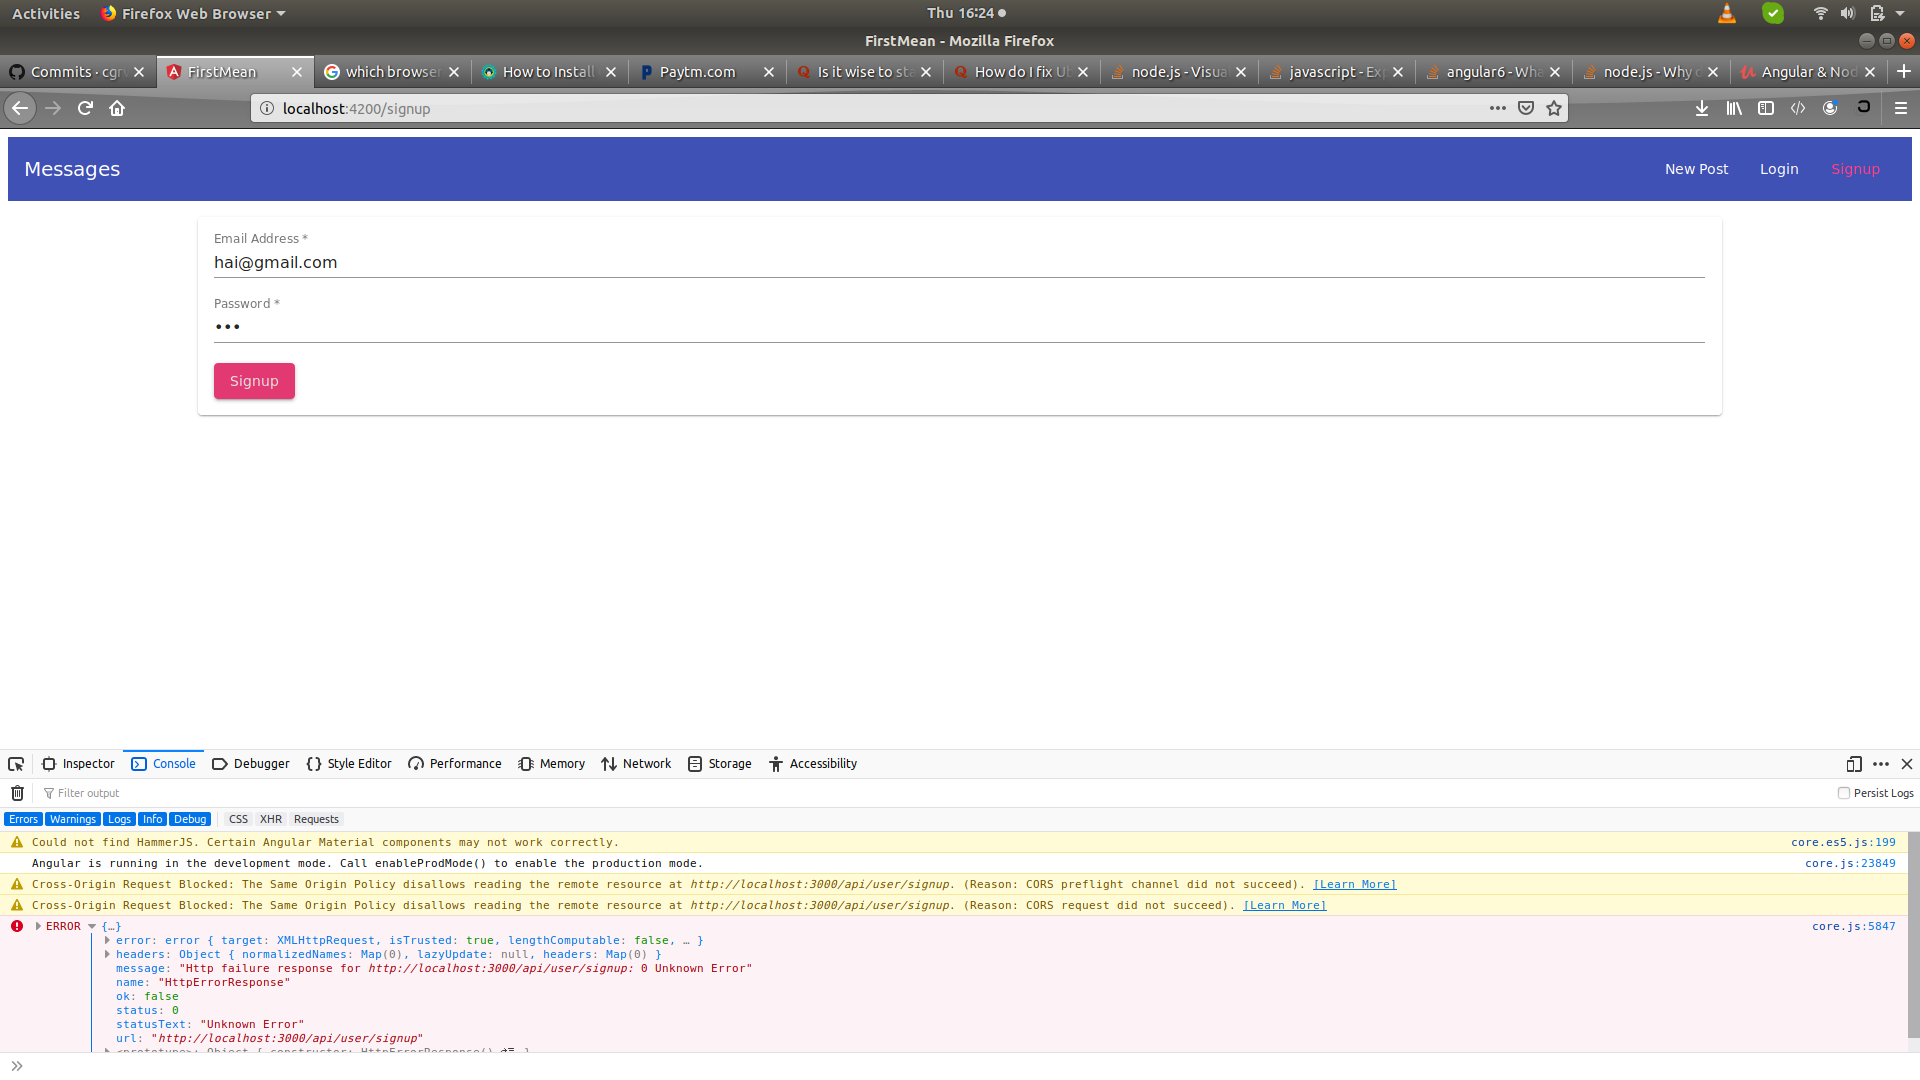 Activities Firefox Web Browser Thu 16:24
FirstMean - Mozilla Firefox
Commits · cgr FirstMean which browser How to Install Paytm.com Is it wise to sta How do I fix Ub node.js - Visua javascript - Exp angular6 - Wha node.js - Why d Angular & Nod
localhost:4200/signup
Messages New Post Login Signup
Email Address *
hai@gmail.com
Password *
Signup
Inspector Console Debugger Style Editor Performance Memory Network Storage Accessibility
Filter output Persist Logs
Errors Warnings Logs Info Debug CSS XHR Requests
Could not find HammerJS. Certain Angular Material components may not work correctly. core.es5.js:199
Angular is running in the development mode. Call enableProdMode() to enable the production mode. core.js:23849
Cross-Origin Request Blocked: The Same Origin Policy disallows reading the remote resource at http://localhost:3000/api/user/signup. (Reason: CORS preflight channel did not succeed). [Learn More]
Cross-Origin Request Blocked: The Same Origin Policy disallows reading the remote resource at http://localhost:3000/api/user/signup. (Reason: CORS request did not succeed). [Learn More]
ERROR {…} core.js:5847
error: error { target: XMLHttpRequest, isTrusted: true, lengthComputable: false, … }
headers: Object { normalizedNames: Map(0), lazyUpdate: null, headers: Map(0) }
message: "Http failure response for http://localhost:3000/api/user/signup: 0 Unknown Error"
name: "HttpErrorResponse"
ok: false
status: 0
statusText: "Unknown Error"
url: "http://localhost:3000/api/user/signup"
<prototype>: Object { constructor: HttpErrorResponse() }